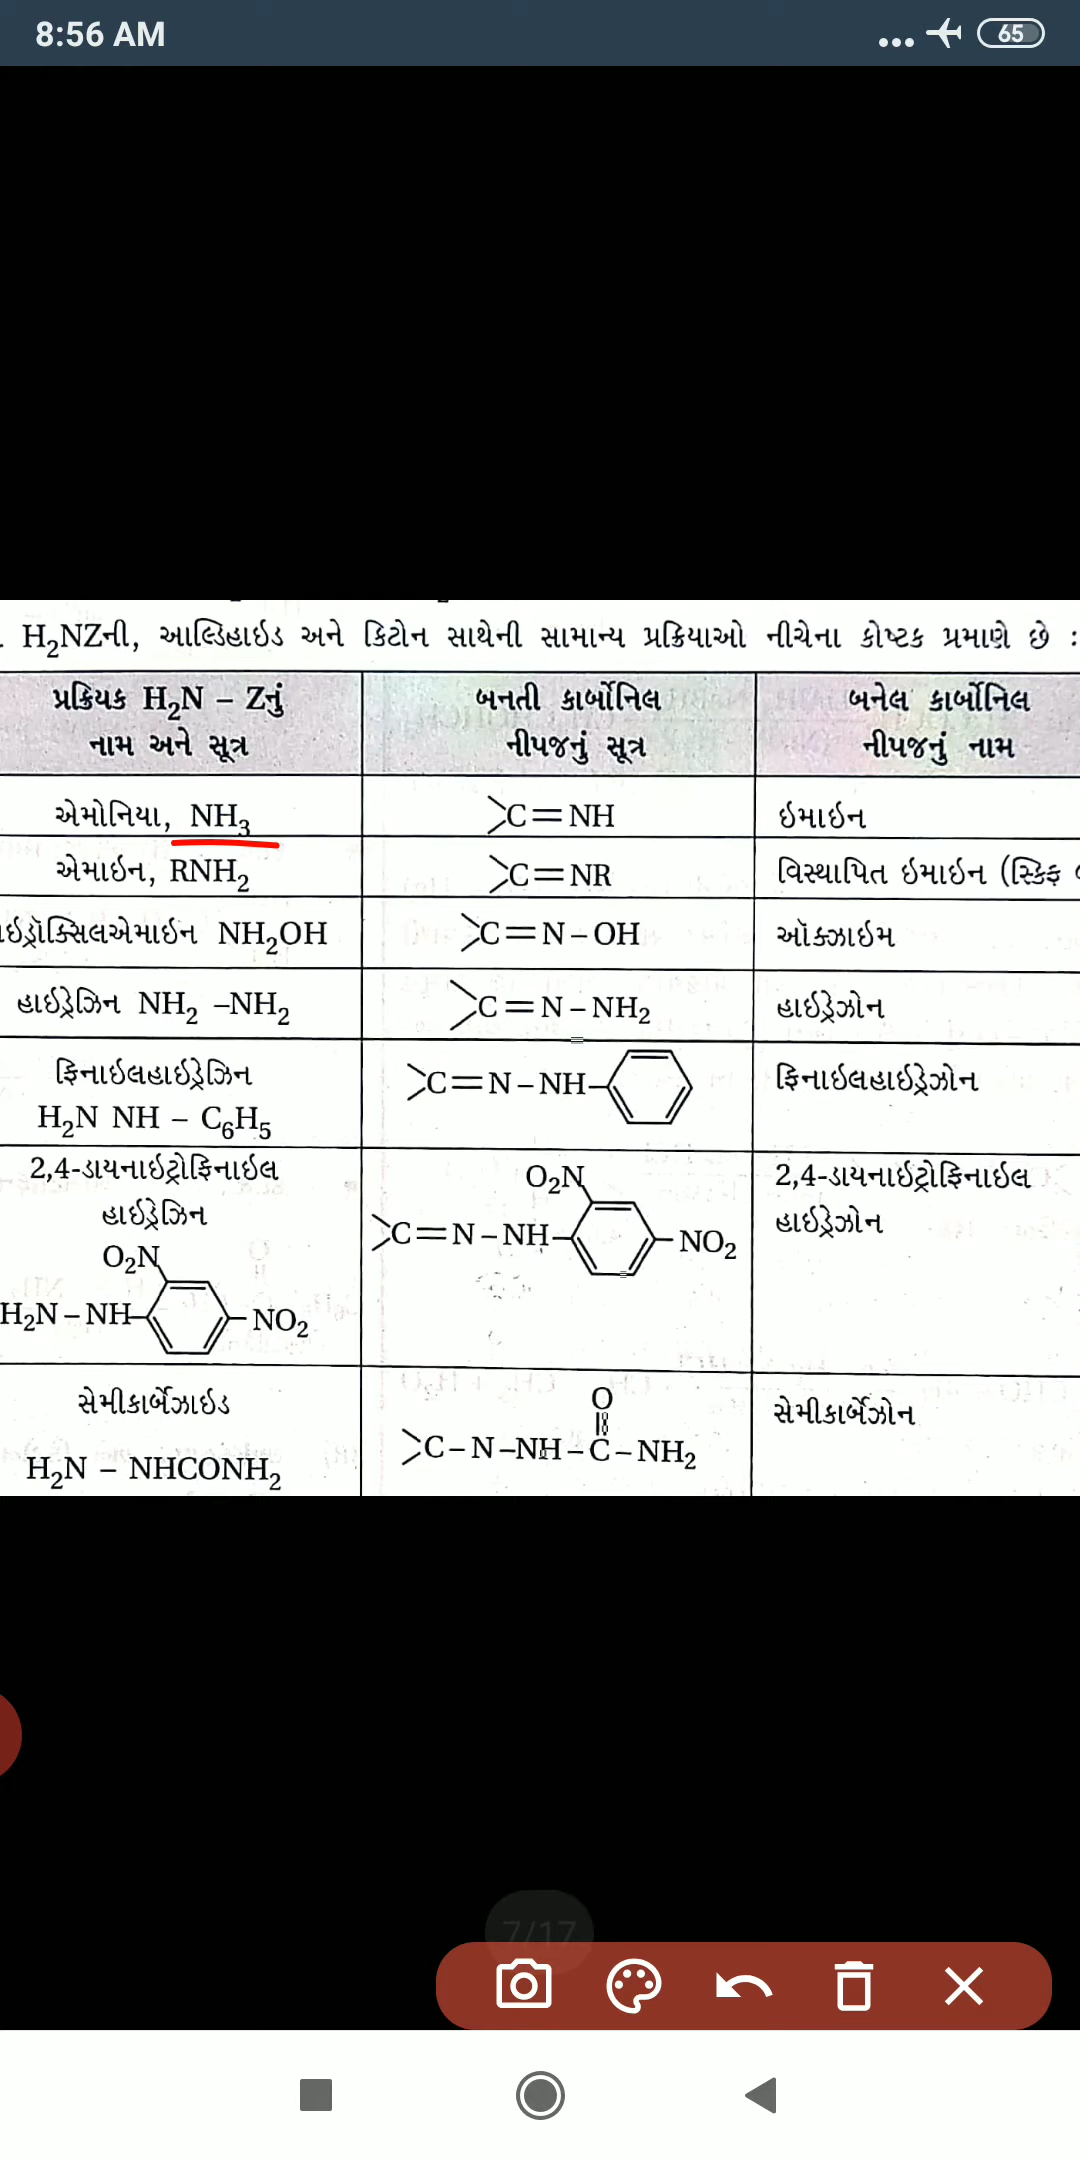 8:56 AM
65
H₂NZની, આલ્ડિહાઇડ અને કિટોન સાથેની સામાન્ય પ્રક્રિયાઓ નીચેના કોષ્ટક પ્રમાણે છે :
પ્રક્રિયક H₂N – Zનું
નામ અને સૂત્ર
બનતી કાર્બોનિલ
નીપજનું સૂત્ર
બનેલ કાર્બોનિલ
નીપજનું નામ
એમોનિયા, NH₃
>C=NH
ઇમાઇન
એમાઇન, RNH₂
>C=NR
વિસ્થાપિત ઇમાઇન (સ્કિફ
NH₂OH
>C=N–OH
ઑક્ઝાઇમ
હાઇડ્રેઝિન NH₂ –NH₂
>C=N–NH₂
હાઇડ્રેઝોન
ફિનાઇલહાઇડ્રેઝિન
H₂N NH – C₆H₅
>C=N–NH–
ફિનાઇલહાઇડ્રેઝોન
2,4-ડાયનાઇટ્રોફિનાઇલ
હાઇડ્રેઝિન
O₂N
H₂N–NH– –NO₂
O₂N
>C=N–NH– –NO₂
2,4-ડાયનાઇટ્રોફિનાઇલ
હાઇડ્રેઝોન
સેમીકાર્બેઝાઇડ
H₂N – NHCONH₂
O
>C–N–NH–C–NH₂
સેમીકાર્બેઝોન
7/17